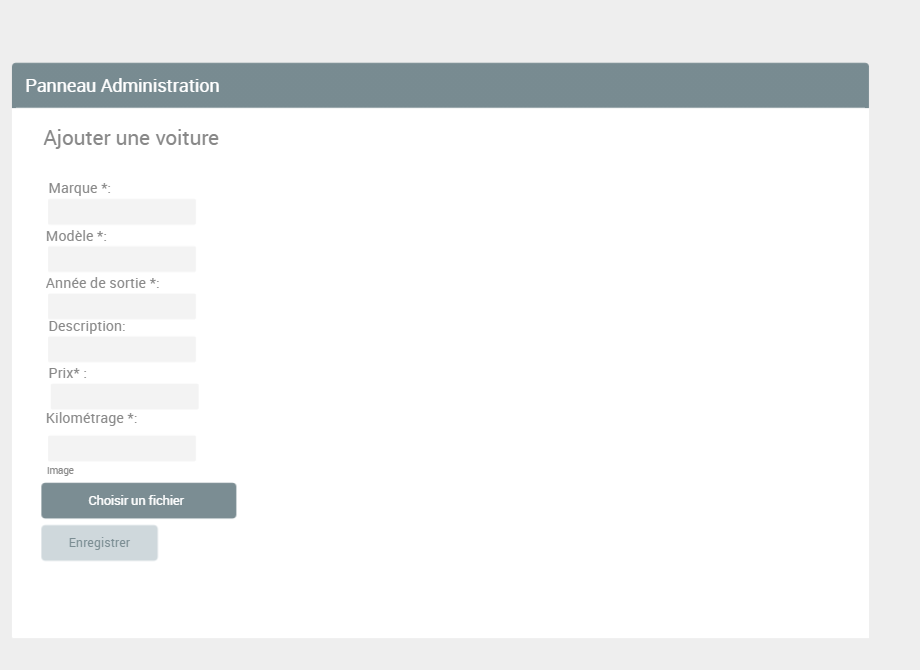 Panneau Administration
Ajouter une voiture
Marque *:
Modèle *:
Année de sortie *:
Description:
Prix* :
Kilométrage *:
Image
Choisir un fichier
Enregistrer